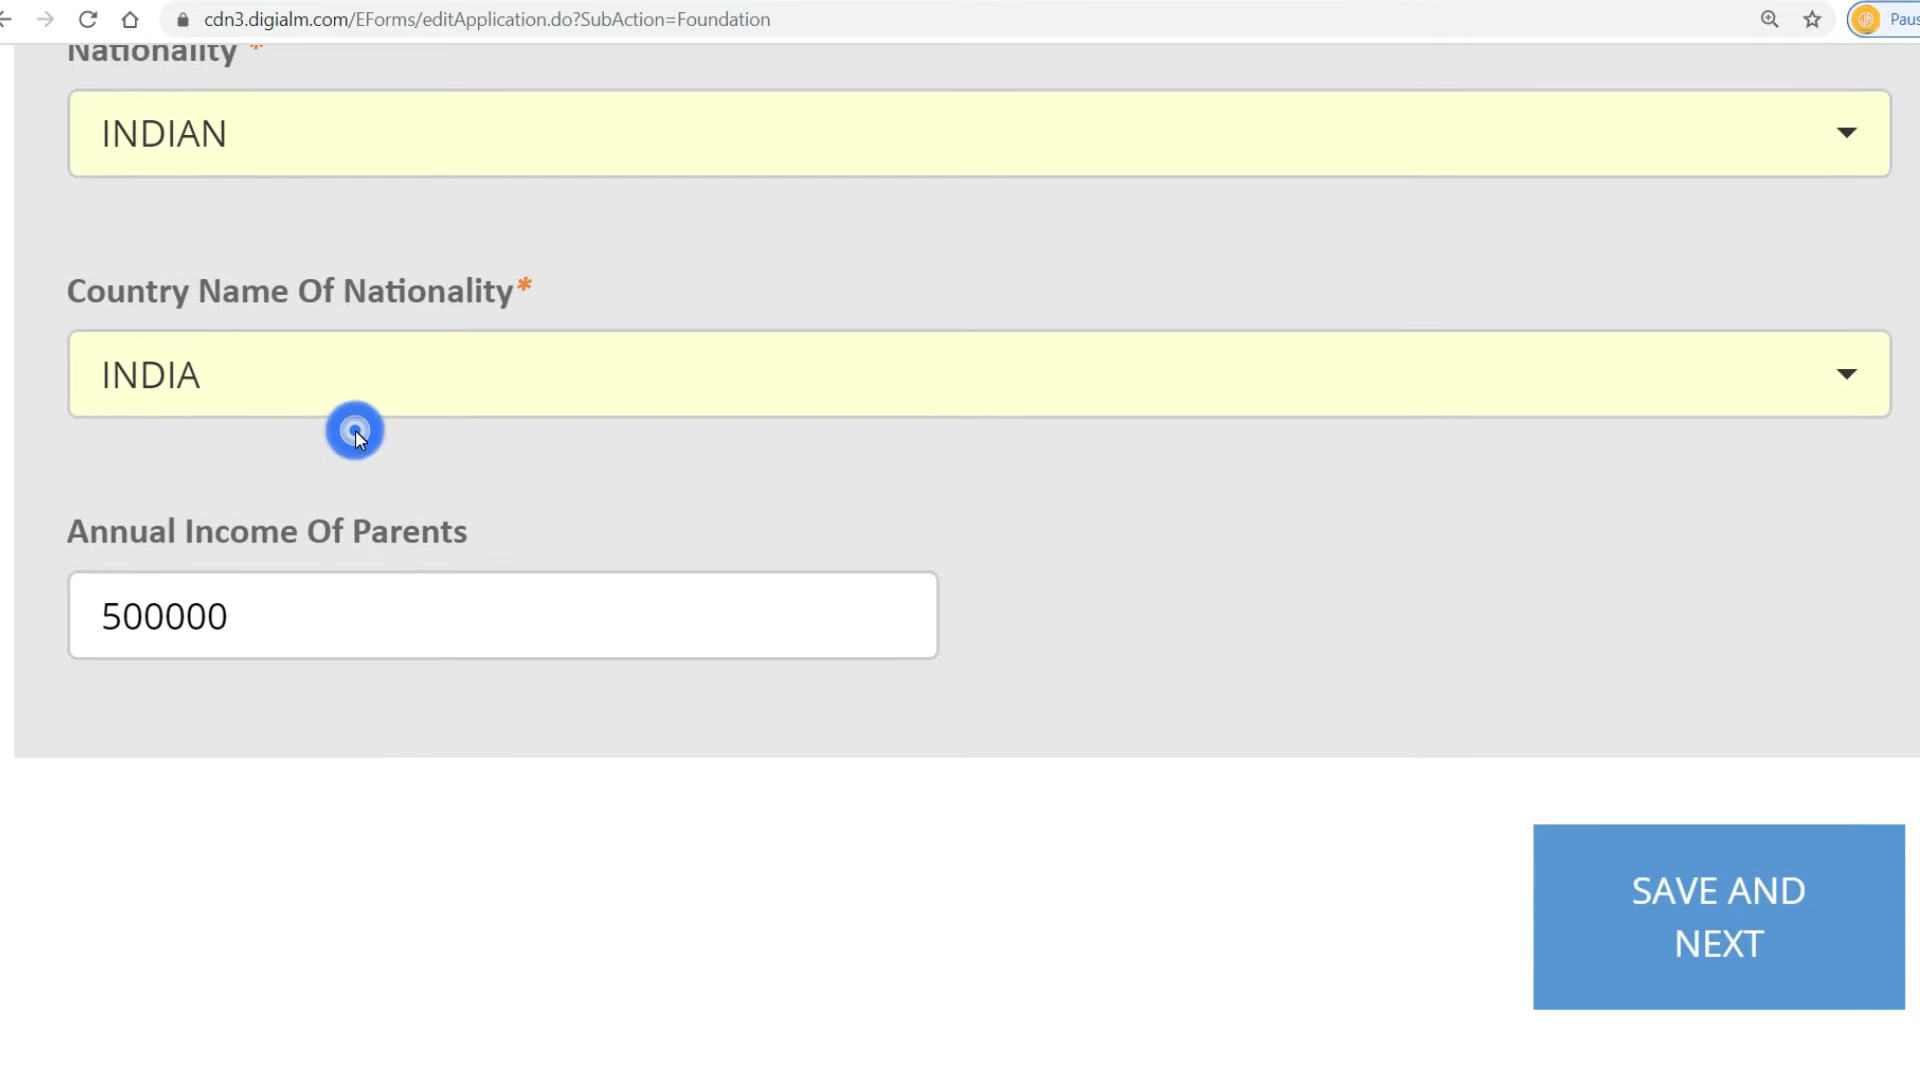 cdn3.digialm.com/EForms/editApplication.do?SubAction=Foundation
Paus
Nationality *
INDIAN
Country Name Of Nationality*
INDIA
Annual Income Of Parents
500000
SAVE AND
NEXT